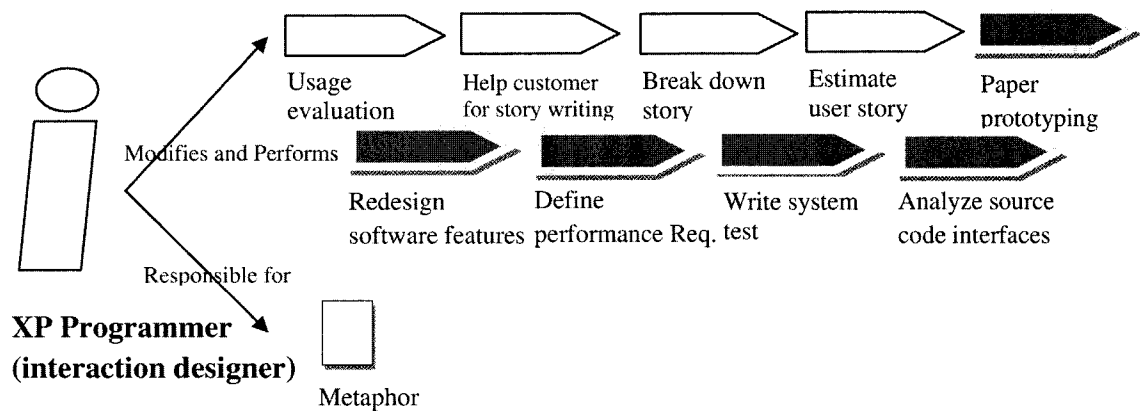 Usage
evaluation
Help customer
for story writing
Break down
story
Estimate
user story
Paper
prototyping
Modifies and Performs
Redesign
software features
Define
performance Req.
Write system
test
Analyze source
code interfaces
Responsible for
XP Programmer
(interaction designer)
Metaphor